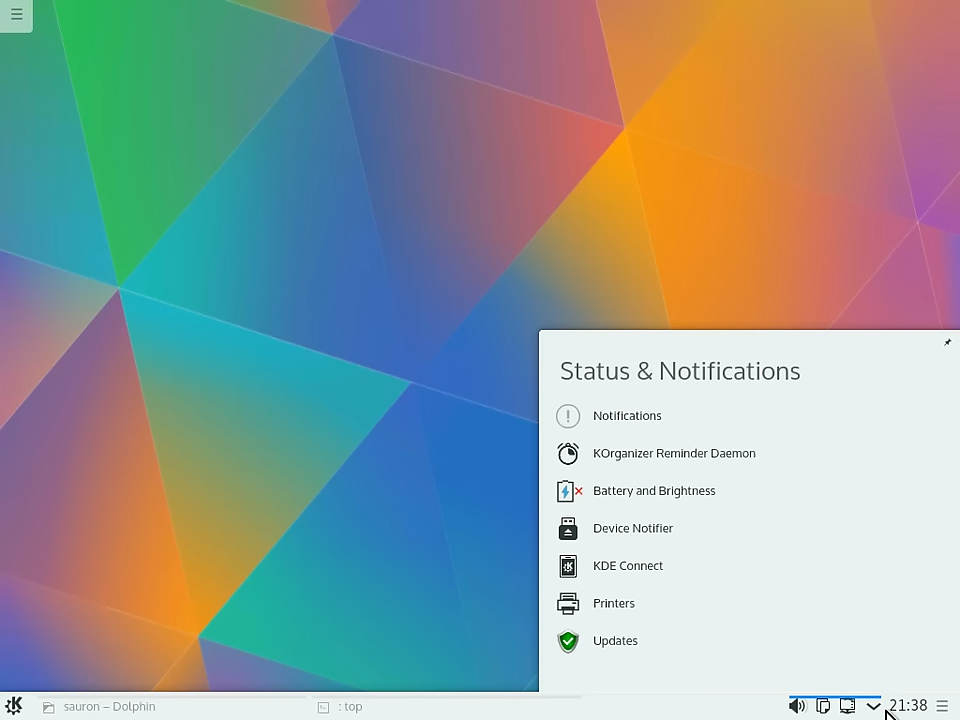 Status & Notifications
Notifications
KOrganizer Reminder Daemon
Battery and Brightness
Device Notifier
KDE Connect
Printers
Updates
sauron – Dolphin
: top
21:38